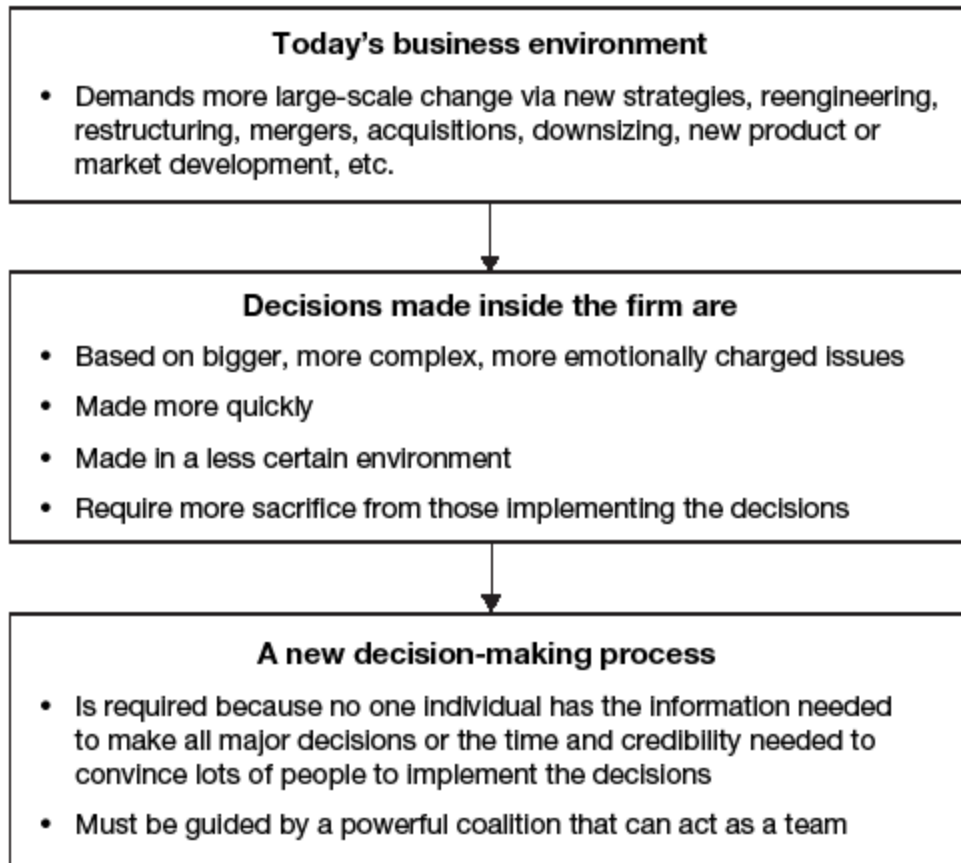 Today's business environment
• Demands more large-scale change via new strategies, reengineering,
restructuring, mergers, acquisitions, downsizing, new product or
market development, etc.
Decisions made inside the firm are
• Based on bigger, more complex, more emotionally charged issues
• Made more quickly
• Made in a less certain environment
• Require more sacrifice from those implementing the decisions
A new decision-making process
• Is required because no one individual has the information needed
to make all major decisions or the time and credibility needed to
convince lots of people to implement the decisions
• Must be guided by a powerful coalition that can act as a team